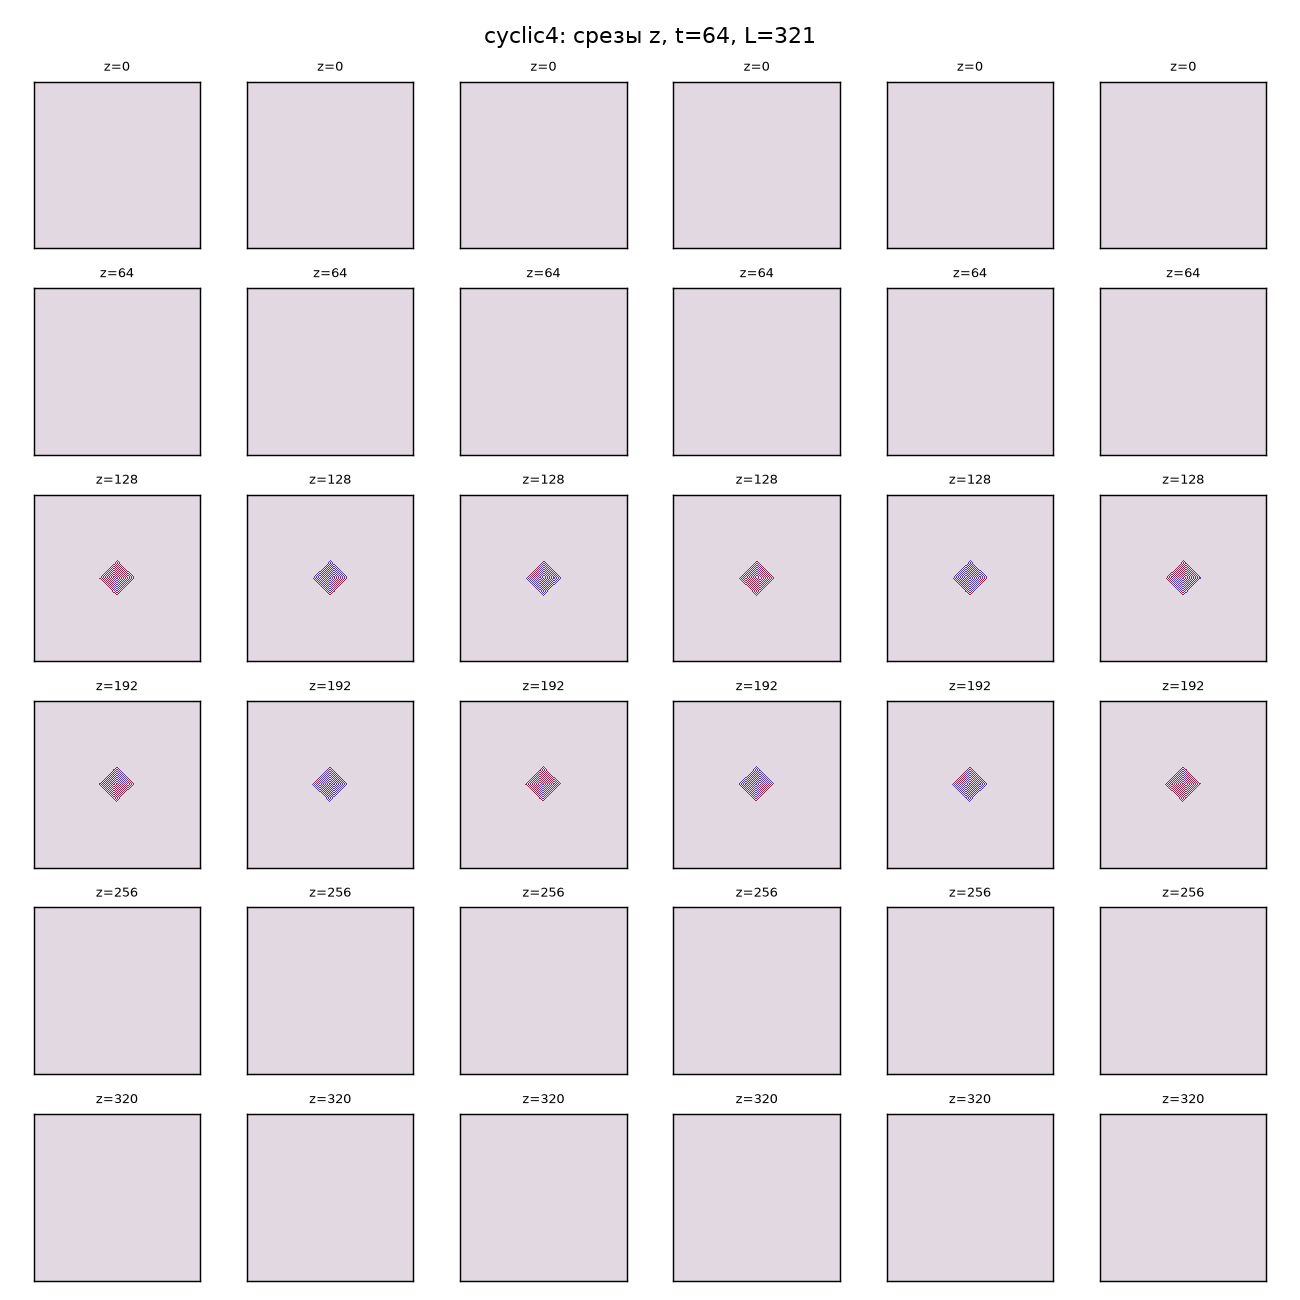 cyclic4: срезы z, t=64, L=321
z=0 z=0 z=0 z=0 z=0 z=0
z=64 z=64 z=64 z=64 z=64 z=64
z=128 z=128 z=128 z=128 z=128 z=128
z=192 z=192 z=192 z=192 z=192 z=192
z=256 z=256 z=256 z=256 z=256 z=256
z=320 z=320 z=320 z=320 z=320 z=320